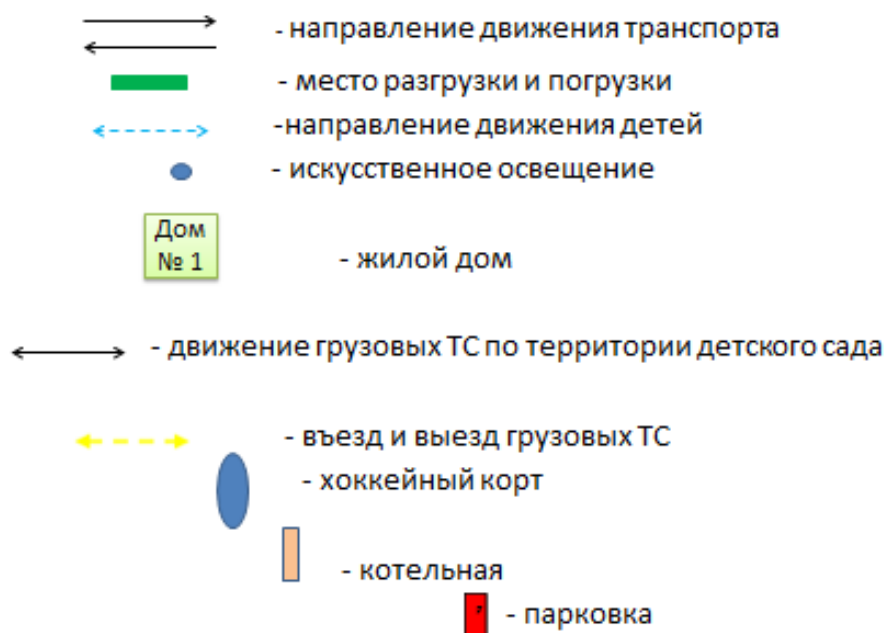 - направление движения транспорта
- место разгрузки и погрузки
-направление движения детей
- искусственное освещение
Дом
№ 1
- жилой дом
- движение грузовых ТС по территории детского сада
- въезд и выезд грузовых ТС
- хоккейный корт
- котельная
- парковка